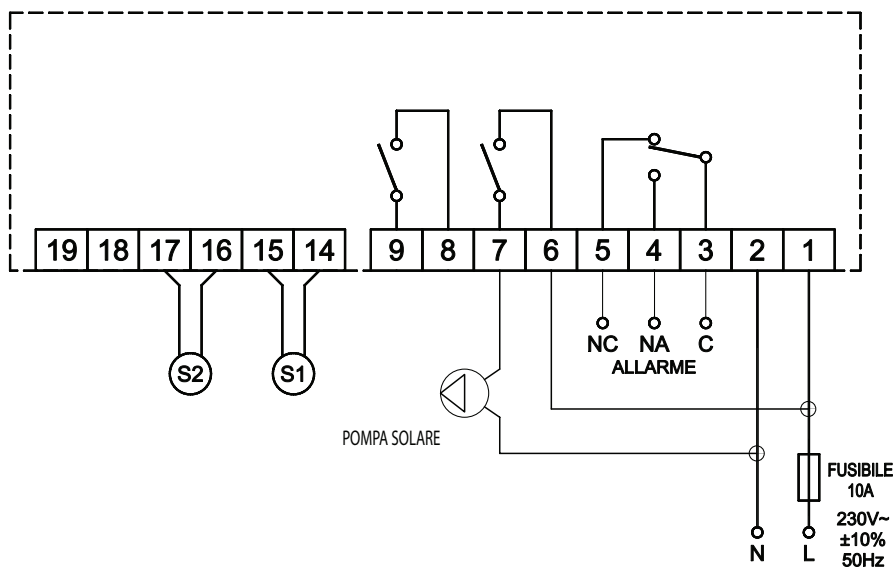 19 18 17 16 15 14 9 8 7 6 5 4 3 2 1
NC NA C
ALLARME
S2 S1
POMPA SOLARE
FUSIBILE
10A
230V~
±10%
50Hz
N L